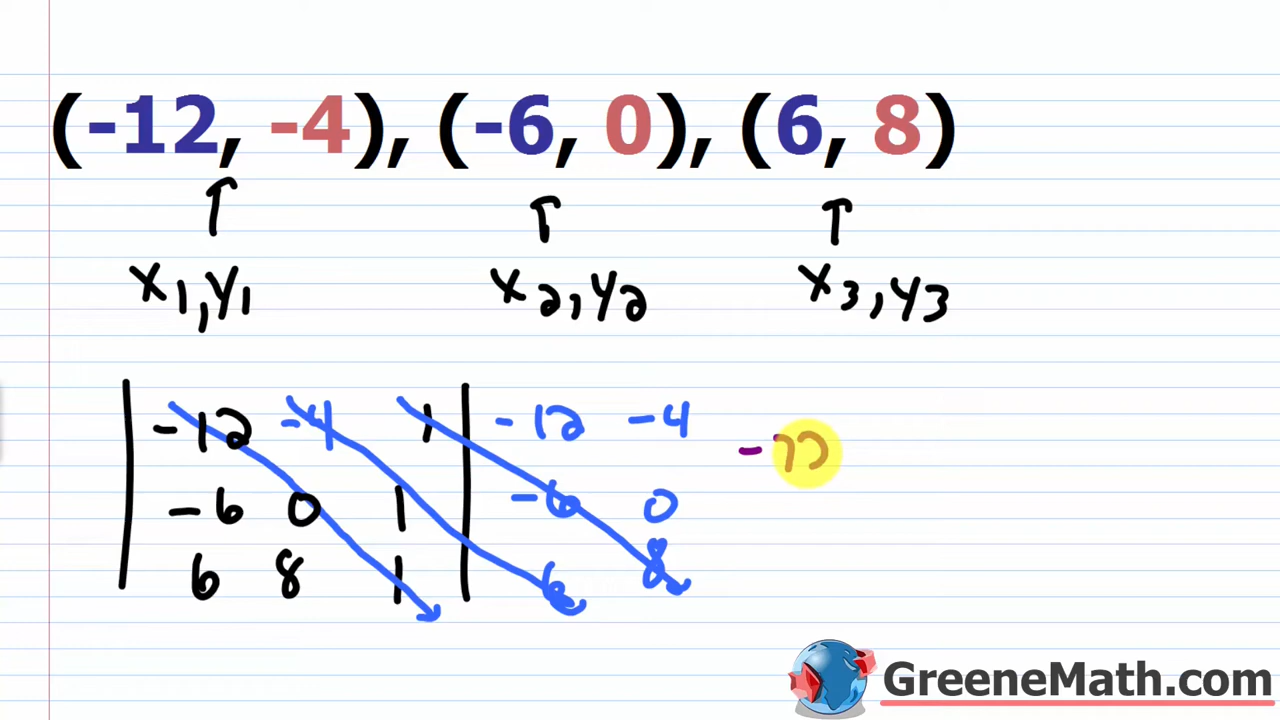 (-12, -4), (-6, 0), (6, 8)
x1,y1 x2,y2 x3,y3
-12 -4 1 -12 -4
-6 0 1 -6 0
6 8 1 6 8
GreeneMath.com